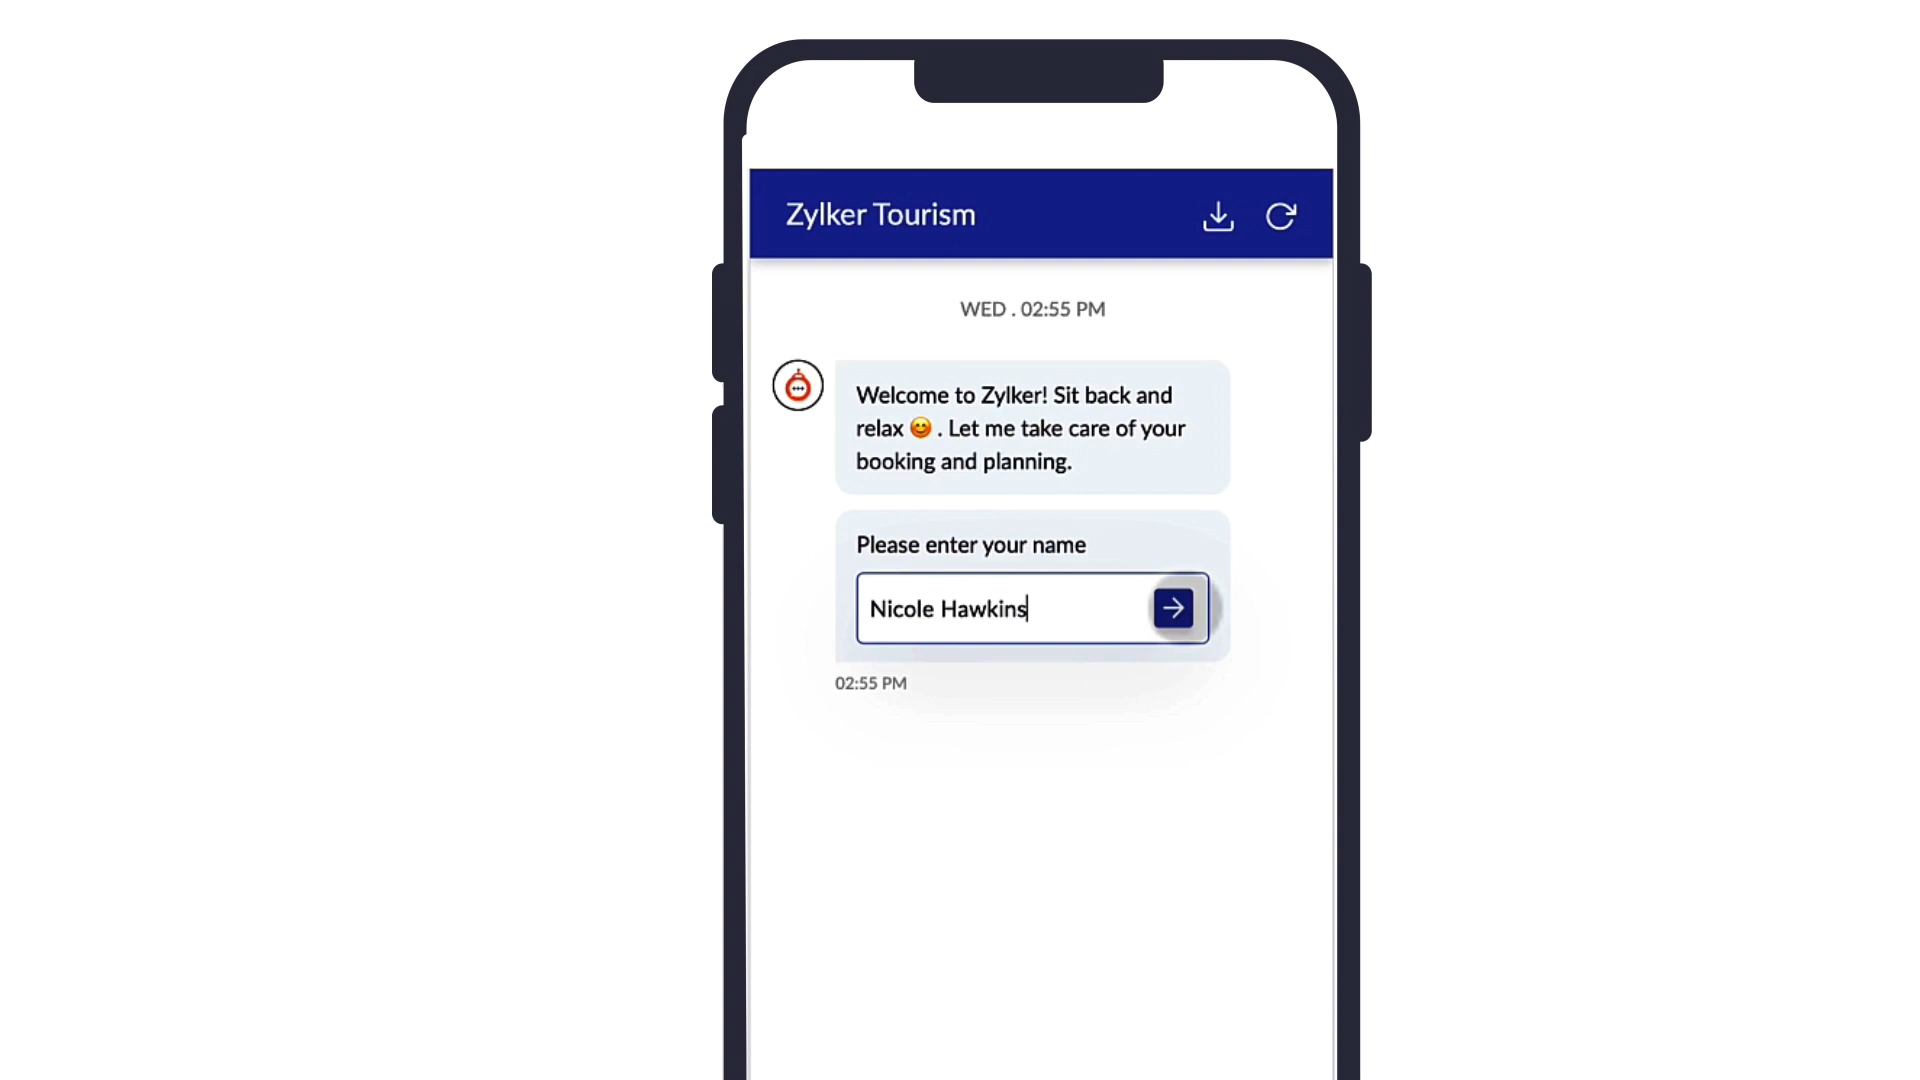 Zylker Tourism
WED . 02:55 PM
Welcome to Zylker! Sit back and
relax 😊 . Let me take care of your
booking and planning.
Please enter your name
Nicole Hawkins
02:55 PM